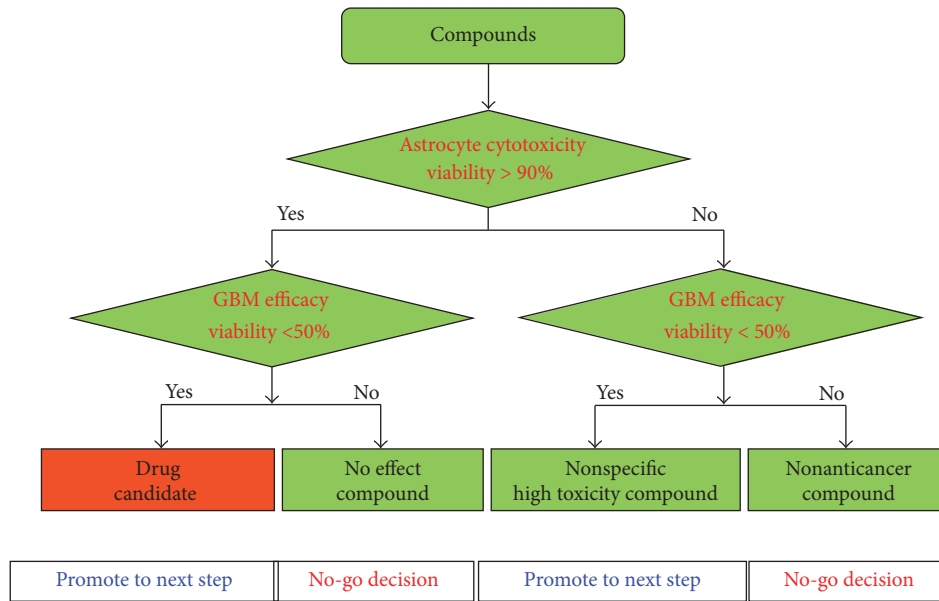 Compounds
Astrocyte cytotoxicity
viability > 90%
Yes
No
GBM efficacy
viability <50%
GBM efficacy
viability < 50%
Yes
No
Yes
No
Drug
candidate
No effect
compound
Nonspecific
high toxicity compound
Nonanticancer
compound
Promote to next step
No-go decision
Promote to next step
No-go decision